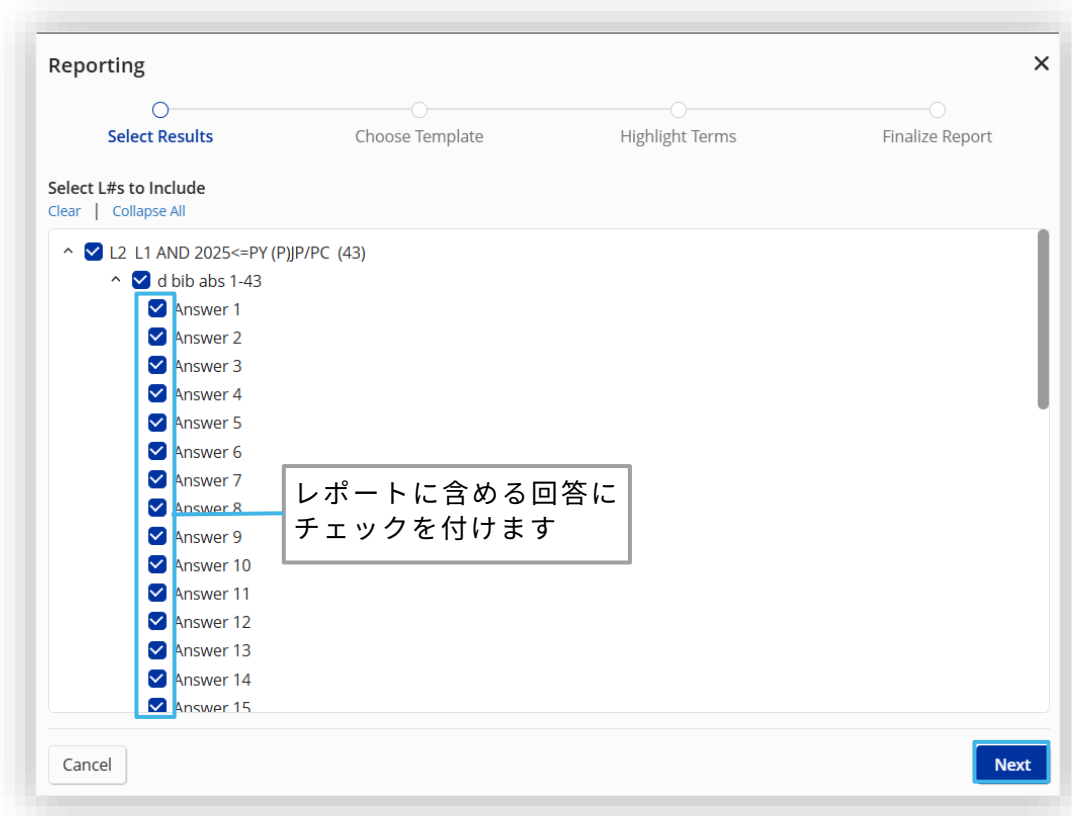 Reporting
Select Results
Choose Template
Highlight Terms
Finalize Report
Select L#s to Include
Clear | Collapse All
L2 L1 AND 2025<=PY (P)JP/PC (43)
d bib abs 1-43
Answer 1
Answer 2
Answer 3
Answer 4
Answer 5
Answer 6
Answer 7
Answer 8
Answer 9
Answer 10
Answer 11
Answer 12
Answer 13
Answer 14
Answer 15
レポートに含める回答に
チェックを付けます
Cancel
Next